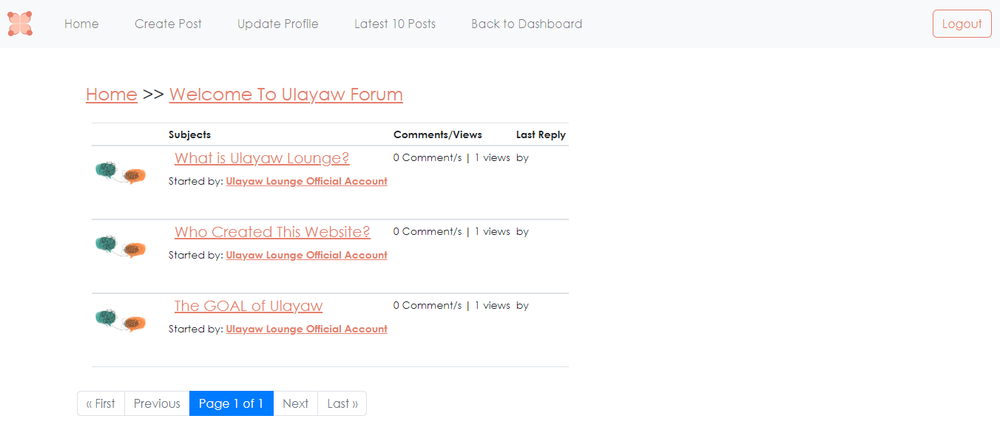 Home Create Post Update Profile Latest 10 Posts Back to Dashboard Logout
Home >> Welcome To Ulayaw Forum
Subjects Comments/Views Last Reply
What is Ulayaw Lounge? 0 Comment/s | 1 views by
Started by: Ulayaw Lounge Official Account
Who Created This Website? 0 Comment/s | 1 views by
Started by: Ulayaw Lounge Official Account
The GOAL of Ulayaw 0 Comment/s | 1 views by
Started by: Ulayaw Lounge Official Account
« First Previous Page 1 of 1 Next Last »